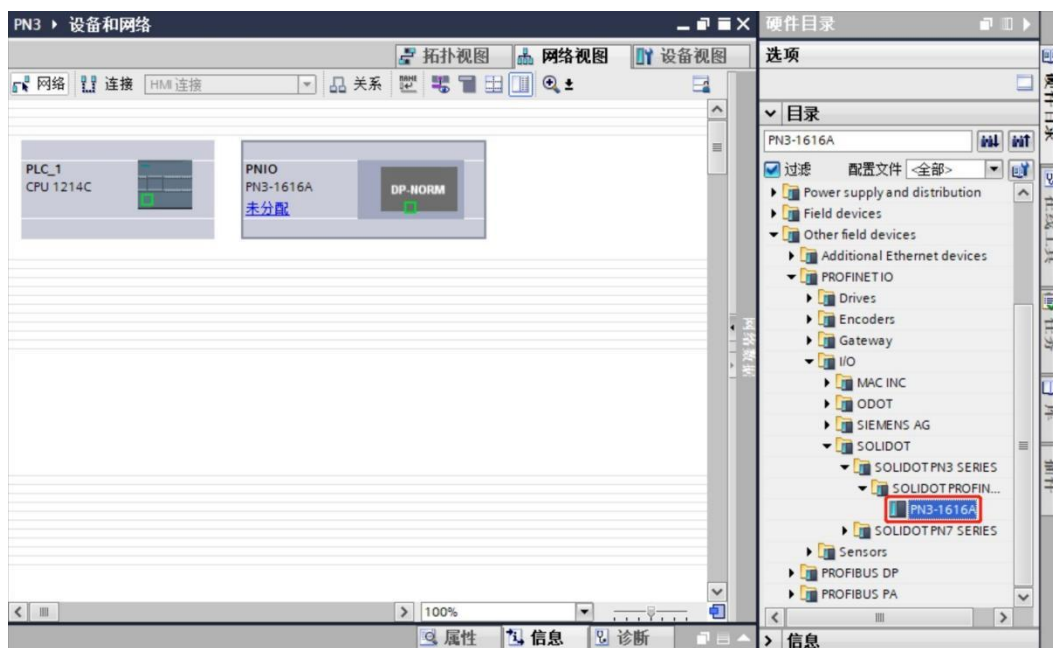 PN3 ▸ 设备和网络
拓扑视图 网络视图 设备视图
网络 连接 HMI 连接 关系
PLC_1
CPU 1214C
PNIO
PN3-1616A
未分配
DP-NORM
网络数据
100%
属性 信息 诊断
硬件目录
选项
目录
PN3-1616A
过滤 配置文件 <全部>
Power supply and distribution
Field devices
Other field devices
Additional Ethernet devices
PROFINET IO
Drives
Encoders
Gateway
I/O
MAC INC
ODOT
SIEMENS AG
SOLIDOT
SOLIDOT PN3 SERIES
SOLIDOT PROFIN...
PN3-1616A
SOLIDOT PN7 SERIES
Sensors
PROFIBUS DP
PROFIBUS PA
信息